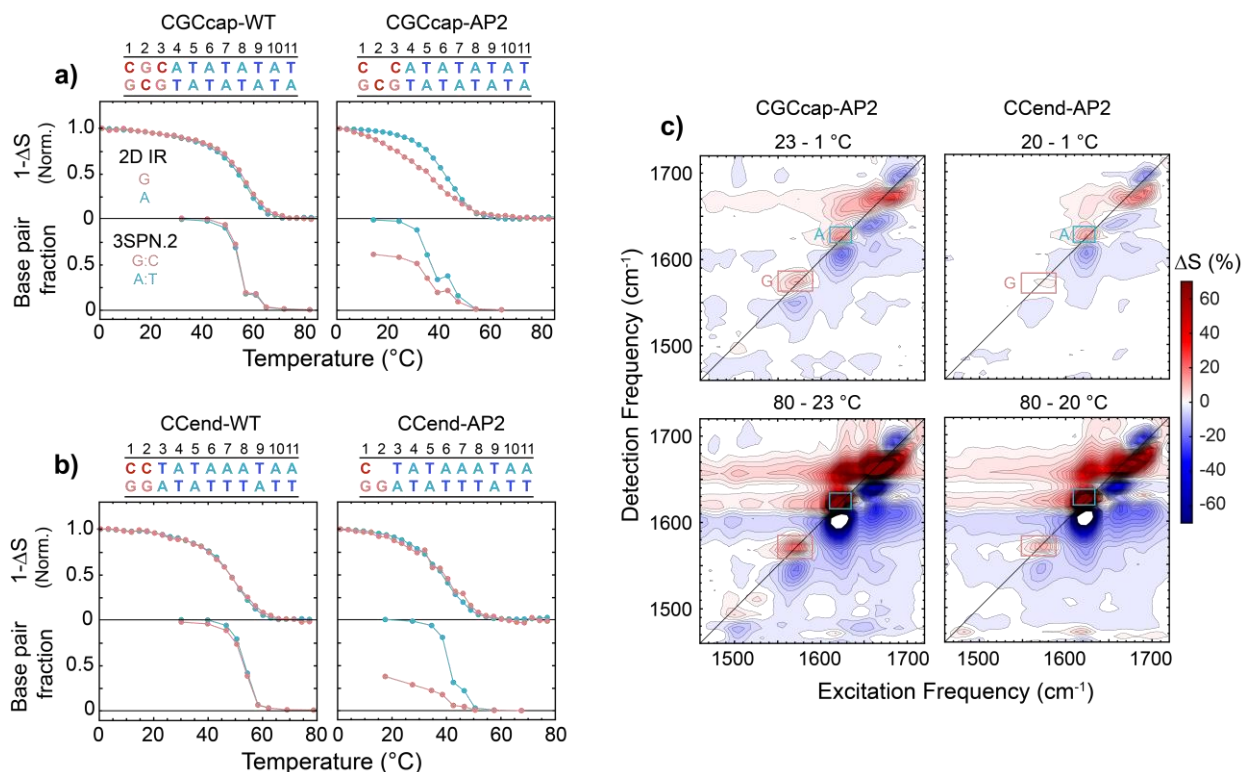 a)
CGCcap-WT
1 2 3 4 5 6 7 8 9 10 11
C G C A T A T A T A T
G C G T A T A T A T A
CGCcap-AP2
1 2 3 4 5 6 7 8 9 10 11
C C A T A T A T A T
G C G T A T A T A T A
1-ΔS
(Norm.)
1.0
0.5
0
2D IR
G
A
Base pair
fraction
0.5
0
3SPN.2
G:C
A:T
0 20 40 60 80
0 20 40 60 80
Temperature (°C)
b)
CCend-WT
1 2 3 4 5 6 7 8 9 10 11
C C T A T A A A T A A
G G A T A T T T A T T
CCend-AP2
1 2 3 4 5 6 7 8 9 10 11
C T A T A A A T A A
G G A T A T T T A T T
1-ΔS
(Norm.)
1.0
0.5
0
Base pair
fraction
0.5
0
0 20 40 60 80
0 20 40 60 80
Temperature (°C)
c)
CGCcap-AP2
CCend-AP2
23 - 1 °C
20 - 1 °C
1700
1600
1500
A
G
A
G
80 - 23 °C
80 - 20 °C
1700
1600
1500
1500 1600 1700
1500 1600 1700
Detection Frequency (cm⁻¹)
Excitation Frequency (cm⁻¹)
ΔS (%)
60
40
20
0
-20
-40
-60